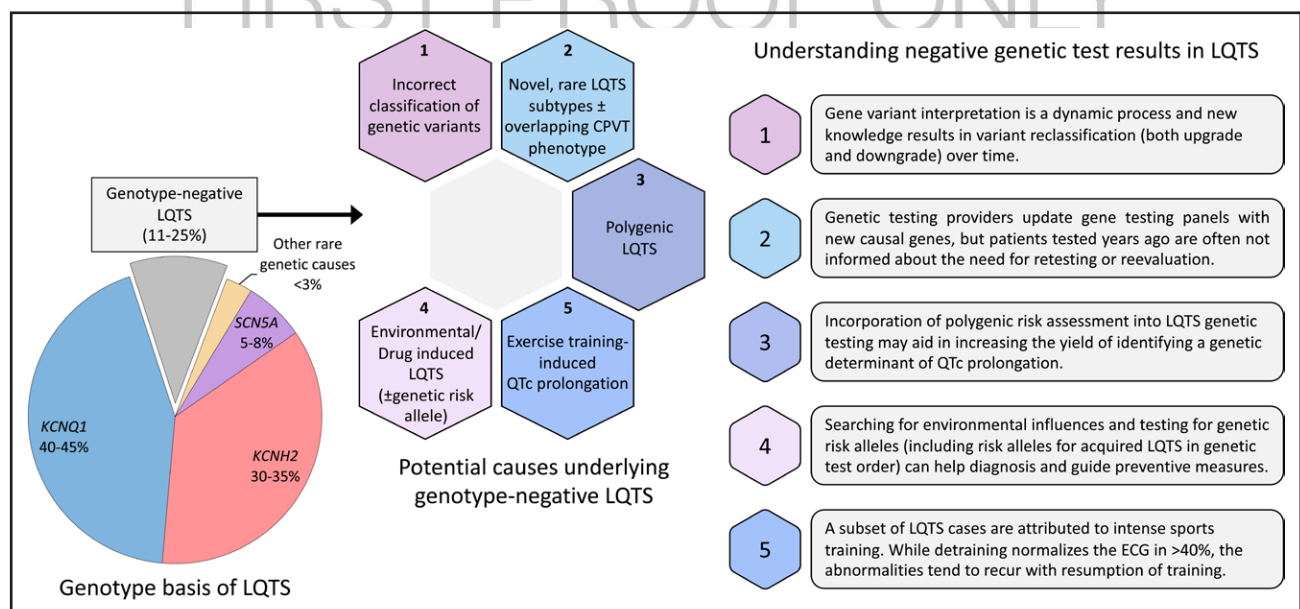 FIRST PROOF ONLY
Genotype-negative
LQTS
(11-25%)
Other rare
genetic causes
<3%
SCN5A
5-8%
KCNQ1
40-45%
KCNH2
30-35%
Genotype basis of LQTS
1
Incorrect
classification of
genetic variants
2
Novel, rare LQTS
subtypes ±
overlapping CPVT
phenotype
3
Polygenic
LQTS
4
Environmental/
Drug induced
LQTS
(±genetic risk
allele)
5
Exercise training-
induced
QTc prolongation
Potential causes underlying
genotype-negative LQTS
Understanding negative genetic test results in LQTS
1
Gene variant interpretation is a dynamic process and new
knowledge results in variant reclassification (both upgrade
and downgrade) over time.
2
Genetic testing providers update gene testing panels with
new causal genes, but patients tested years ago are often not
informed about the need for retesting or reevaluation.
3
Incorporation of polygenic risk assessment into LQTS genetic
testing may aid in increasing the yield of identifying a genetic
determinant of QTc prolongation.
4
Searching for environmental influences and testing for genetic
risk alleles (including risk alleles for acquired LQTS in genetic
test order) can help diagnosis and guide preventive measures.
5
A subset of LQTS cases are attributed to intense sports
training. While detraining normalizes the ECG in >40%, the
abnormalities tend to recur with resumption of training.